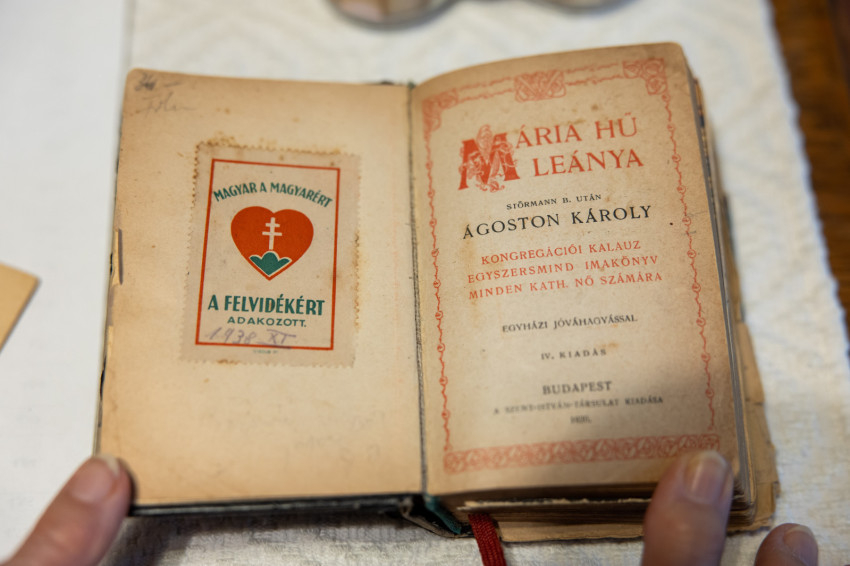 MAGYAR A MAGYARÉRT
A FELVIDÉKÉRT
ADAKOZOTT.
1938 XI
MÁRIA HŰ
LEÁNYA
STÖRMANN B. UTÁN
ÁGOSTON KÁROLY
KONGREGÁCIÓI KALAUZ
EGYSZERSMIND IMAKÖNYV
MINDEN KATH. NŐ SZÁMÁRA
EGYHÁZI JÓVÁHAGYÁSSAL
IV. KIADÁS
BUDAPEST
A SZENT-ISTVÁN-TÁRSULAT KIADÁSA